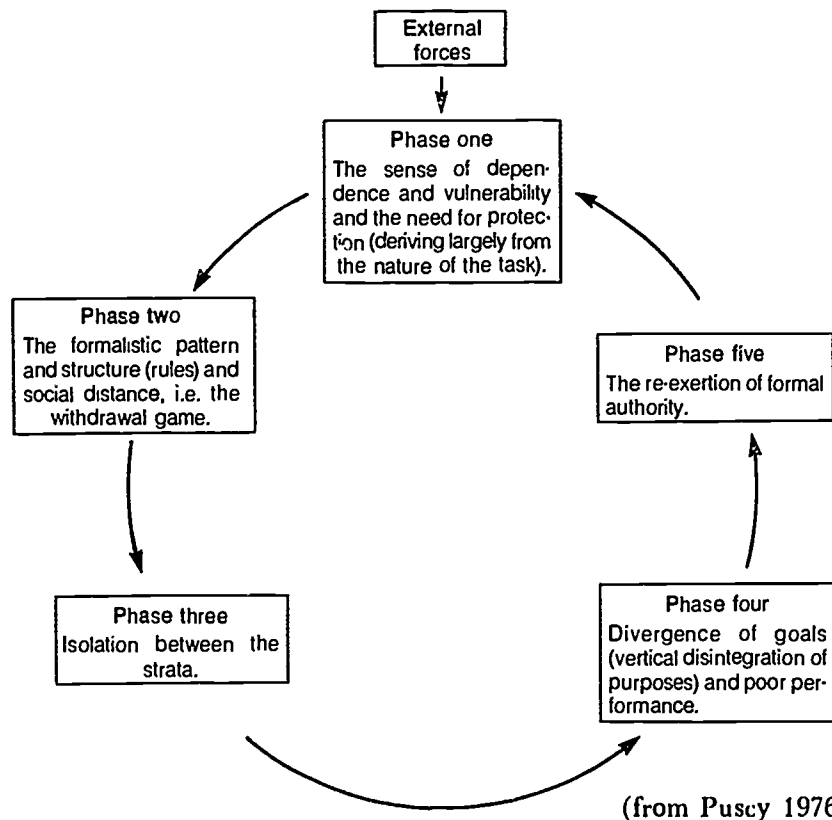 External
forces
Phase one
The sense of depen-
dence and vulnerability
and the need for protec-
tion (deriving largely from
the nature of the task).
Phase two
The formalistic pattern
and structure (rules) and
social distance, i.e. the
withdrawal game.
Phase three
Isolation between the
strata.
Phase four
Divergence of goals
(vertical disintegration of
purposes) and poor per-
formance.
Phase five
The re-exertion of formal
authority.
(from Pusey 1976